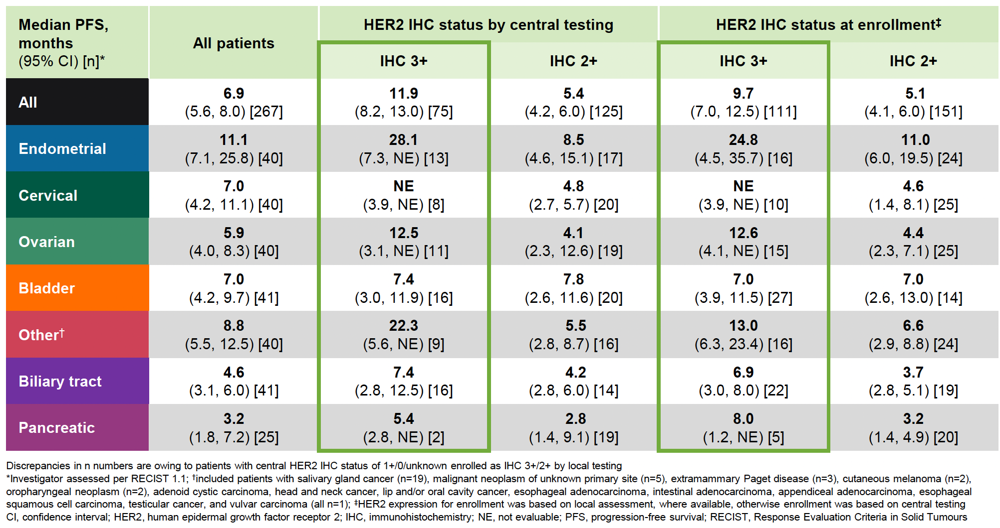 Median PFS,
months
(95% CI) [n]*
All patients
HER2 IHC status by central testing
HER2 IHC status at enrollment‡
IHC 3+
IHC 2+
IHC 3+
IHC 2+
All
6.9
(5.6, 8.0) [267]
11.9
(8.2, 13.0) [75]
5.4
(4.2, 6.0) [125]
9.7
(7.0, 12.5) [111]
5.1
(4.1, 6.0) [151]
Endometrial
11.1
(7.1, 25.8) [40]
28.1
(7.3, NE) [13]
8.5
(4.6, 15.1) [17]
24.8
(4.5, 35.7) [16]
11.0
(6.0, 19.5) [24]
Cervical
7.0
(4.2, 11.1) [40]
NE
(3.9, NE) [8]
4.8
(2.7, 5.7) [20]
NE
(3.9, NE) [10]
4.6
(1.4, 8.1) [25]
Ovarian
5.9
(4.0, 8.3) [40]
12.5
(3.1, NE) [11]
4.1
(2.3, 12.6) [19]
12.6
(4.1, NE) [15]
4.4
(2.3, 7.1) [25]
Bladder
7.0
(4.2, 9.7) [41]
7.4
(3.0, 11.9) [16]
7.8
(2.6, 11.6) [20]
7.0
(3.9, 11.5) [27]
7.0
(2.6, 13.0) [14]
Other†
8.8
(5.5, 12.5) [40]
22.3
(5.6, NE) [9]
5.5
(2.8, 8.7) [16]
13.0
(6.3, 23.4) [16]
6.6
(2.9, 8.8) [24]
Biliary tract
4.6
(3.1, 6.0) [41]
7.4
(2.8, 12.5) [16]
4.2
(2.8, 6.0) [14]
6.9
(3.0, 8.0) [22]
3.7
(2.8, 5.1) [19]
Pancreatic
3.2
(1.8, 7.2) [25]
5.4
(2.8, NE) [2]
2.8
(1.4, 9.1) [19]
8.0
(1.2, NE) [5]
3.2
(1.4, 4.9) [20]
Discrepancies in n numbers are owing to patients with central HER2 IHC status of 1+/0/unknown enrolled as IHC 3+/2+ by local testing
*Investigator assessed per RECIST 1.1; †included patients with salivary gland cancer (n=19), malignant neoplasm of unknown primary site (n=5), extramammary Paget disease (n=3), cutaneous melanoma (n=2),
oropharyngeal neoplasm (n=2), adenoid cystic carcinoma, head and neck cancer, lip and/or oral cavity cancer, esophageal adenocarcinoma, intestinal adenocarcinoma, appendiceal adenocarcinoma, esophageal
squamous cell carcinoma, testicular cancer, and vulvar carcinoma (all n=1); ‡HER2 expression for enrollment was based on local assessment, where available, otherwise enrollment was based on central testing
CI, confidence interval; HER2, human epidermal growth factor receptor 2; IHC, immunohistochemistry; NE, not evaluable; PFS, progression-free survival; RECIST, Response Evaluation Criteria in Solid Tumours